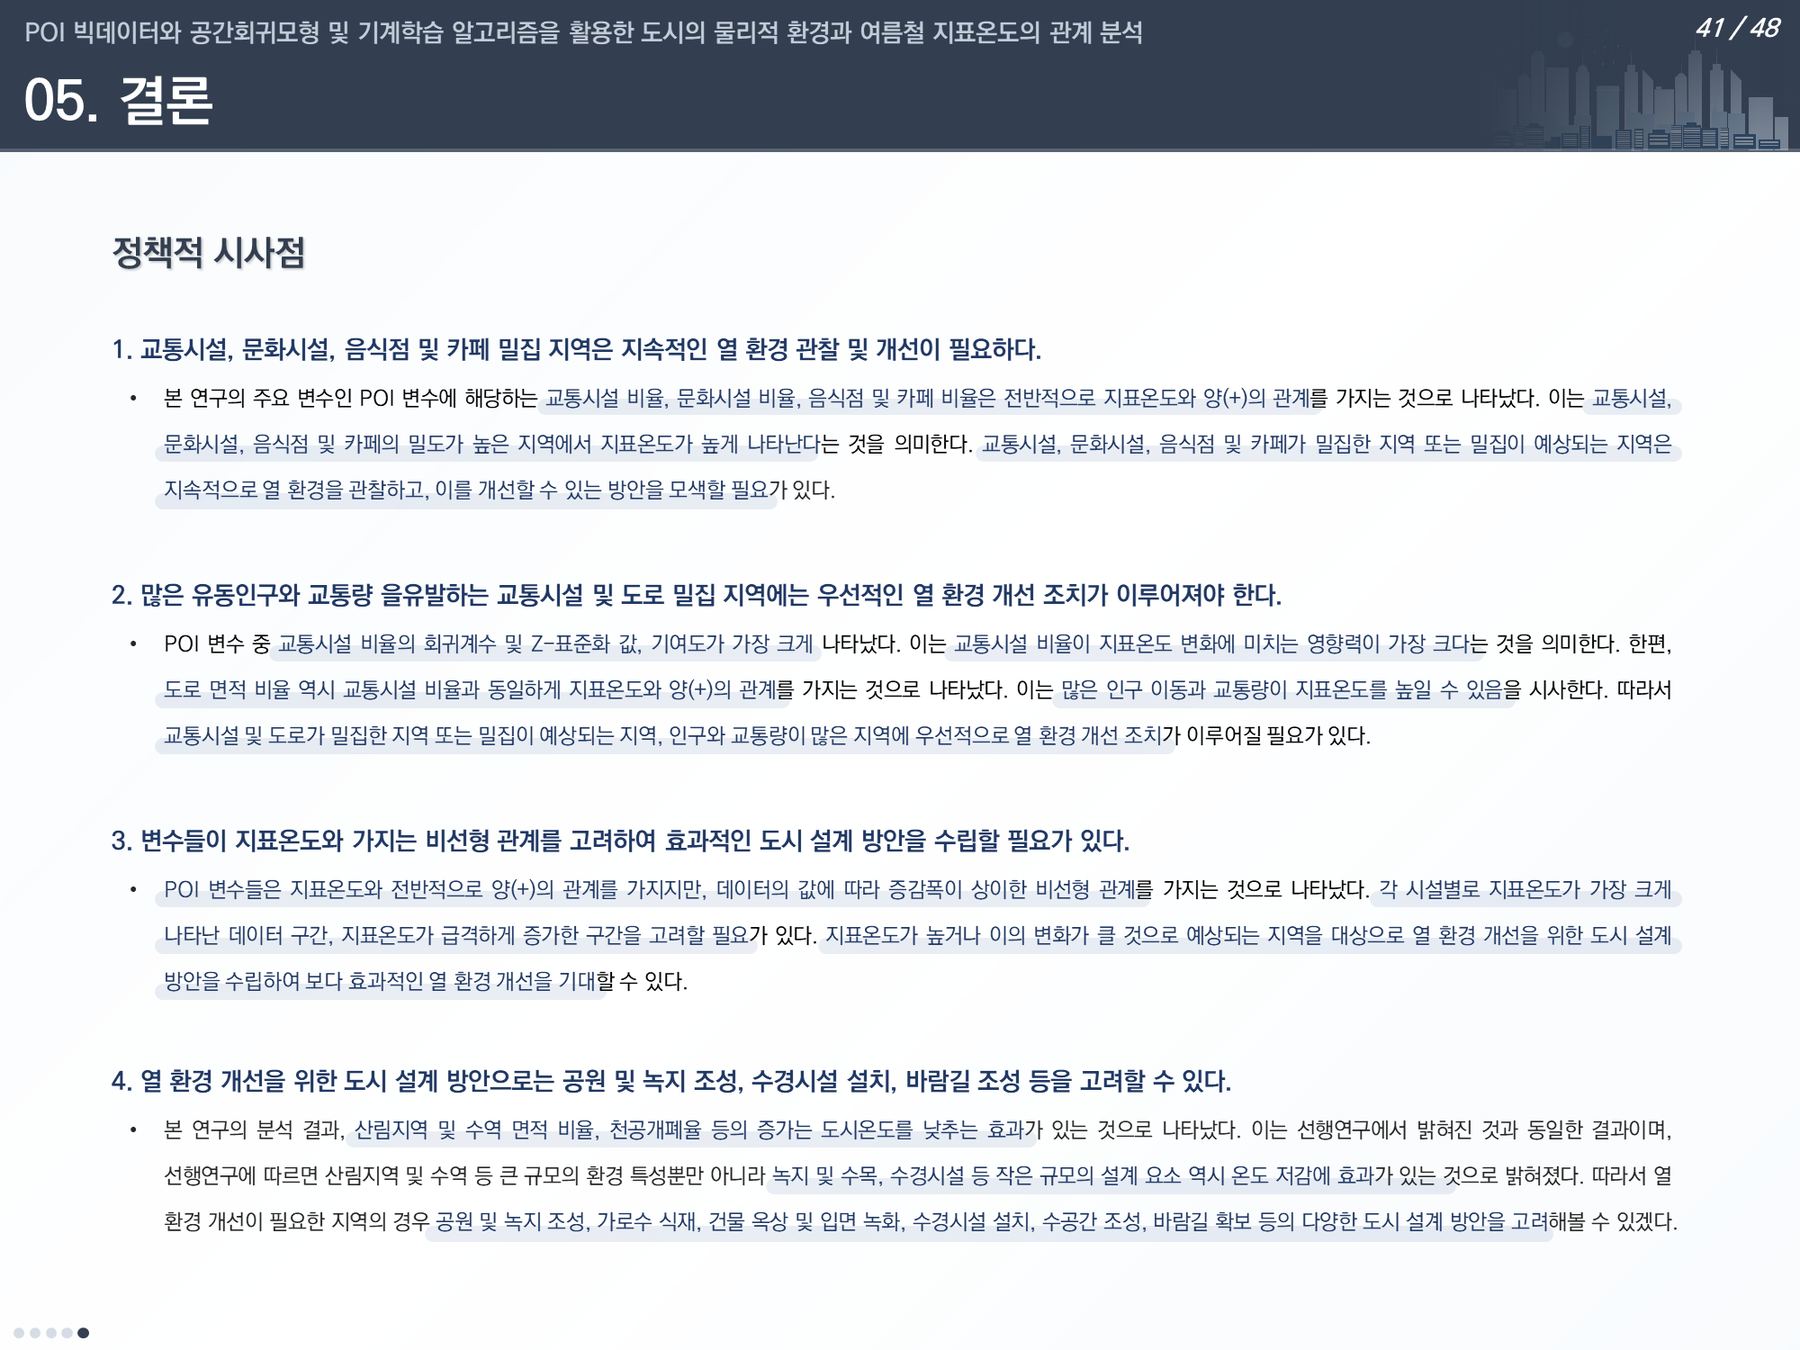 POI 빅데이터와 공간회귀모형 및 기계학습 알고리즘을 활용한 도시의 물리적 환경과 여름철 지표온도의 관계 분석
41 / 48
05. 결론
정책적 시사점
1. 교통시설, 문화시설, 음식점 및 카페 밀집 지역은 지속적인 열 환경 관찰 및 개선이 필요하다.
• 본 연구의 주요 변수인 POI 변수에 해당하는 교통시설 비율, 문화시설 비율, 음식점 및 카페 비율은 전반적으로 지표온도와 양(+)의 관계를 가지는 것으로 나타났다. 이는 교통시설,
문화시설, 음식점 및 카페의 밀도가 높은 지역에서 지표온도가 높게 나타난다는 것을 의미한다. 교통시설, 문화시설, 음식점 및 카페가 밀집한 지역 또는 밀집이 예상되는 지역은
지속적으로 열 환경을 관찰하고, 이를 개선할 수 있는 방안을 모색할 필요가 있다.
2. 많은 유동인구와 교통량 을유발하는 교통시설 및 도로 밀집 지역에는 우선적인 열 환경 개선 조치가 이루어져야 한다.
• POI 변수 중 교통시설 비율의 회귀계수 및 Z-표준화 값, 기여도가 가장 크게 나타났다. 이는 교통시설 비율이 지표온도 변화에 미치는 영향력이 가장 크다는 것을 의미한다. 한편,
도로 면적 비율 역시 교통시설 비율과 동일하게 지표온도와 양(+)의 관계를 가지는 것으로 나타났다. 이는 많은 인구 이동과 교통량이 지표온도를 높일 수 있음을 시사한다. 따라서
교통시설 및 도로가 밀집한 지역 또는 밀집이 예상되는 지역, 인구와 교통량이 많은 지역에 우선적으로 열 환경 개선 조치가 이루어질 필요가 있다.
3. 변수들이 지표온도와 가지는 비선형 관계를 고려하여 효과적인 도시 설계 방안을 수립할 필요가 있다.
• POI 변수들은 지표온도와 전반적으로 양(+)의 관계를 가지지만, 데이터의 값에 따라 증감폭이 상이한 비선형 관계를 가지는 것으로 나타났다. 각 시설별로 지표온도가 가장 크게
나타난 데이터 구간, 지표온도가 급격하게 증가한 구간을 고려할 필요가 있다. 지표온도가 높거나 이의 변화가 클 것으로 예상되는 지역을 대상으로 열 환경 개선을 위한 도시 설계
방안을 수립하여 보다 효과적인 열 환경 개선을 기대할 수 있다.
4. 열 환경 개선을 위한 도시 설계 방안으로는 공원 및 녹지 조성, 수경시설 설치, 바람길 조성 등을 고려할 수 있다.
• 본 연구의 분석 결과, 산림지역 및 수역 면적 비율, 천공개폐율 등의 증가는 도시온도를 낮추는 효과가 있는 것으로 나타났다. 이는 선행연구에서 밝혀진 것과 동일한 결과이며,
선행연구에 따르면 산림지역 및 수역 등 큰 규모의 환경 특성뿐만 아니라 녹지 및 수목, 수경시설 등 작은 규모의 설계 요소 역시 온도 저감에 효과가 있는 것으로 밝혀졌다. 따라서 열
환경 개선이 필요한 지역의 경우 공원 및 녹지 조성, 가로수 식재, 건물 옥상 및 입면 녹화, 수경시설 설치, 수공간 조성, 바람길 확보 등의 다양한 도시 설계 방안을 고려해볼 수 있겠다.